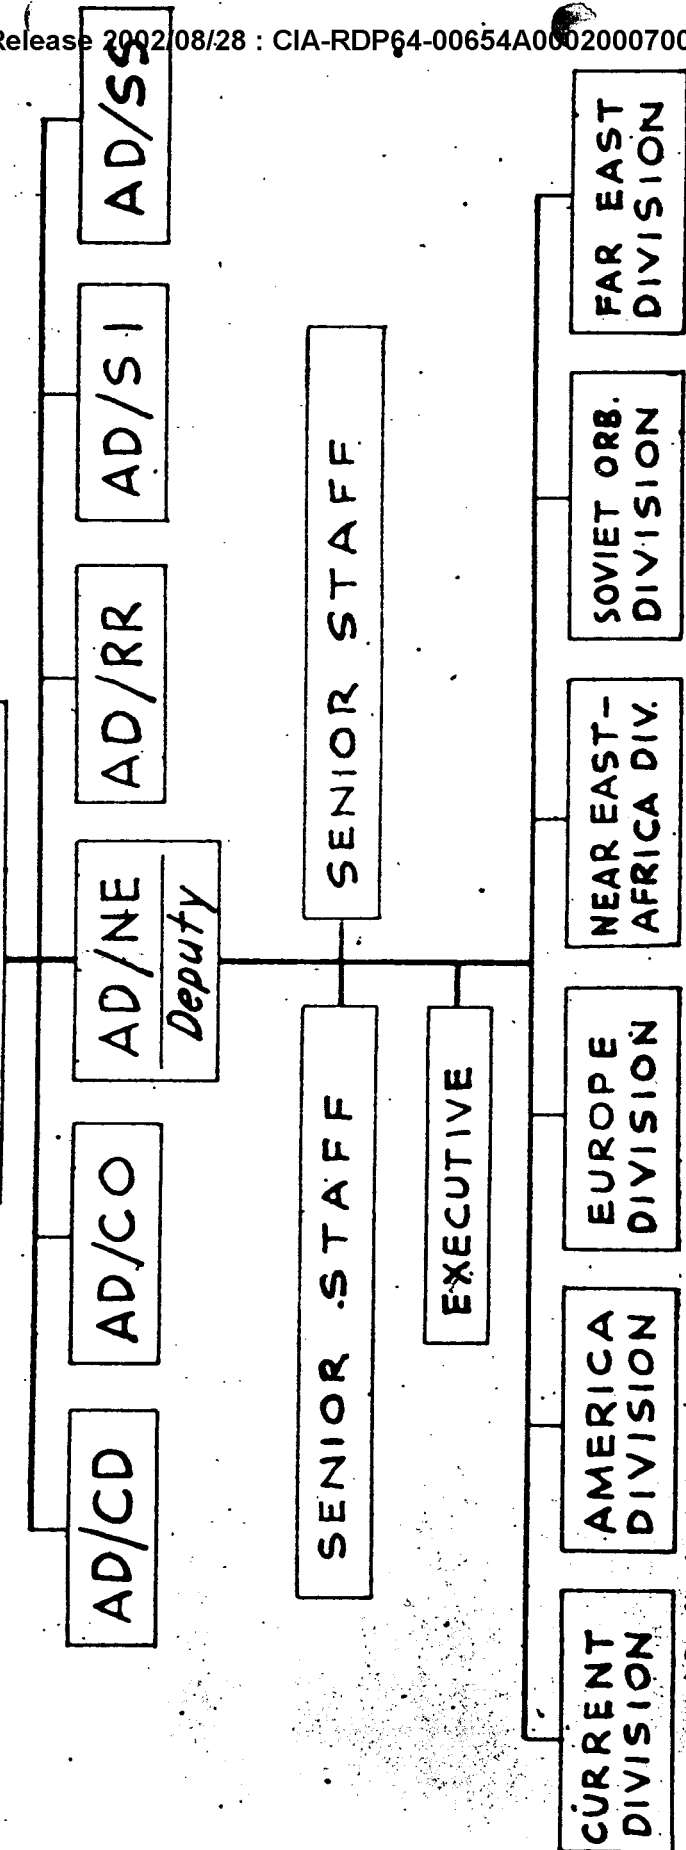 Release 2002/08/28 : CIA-RDP64-00654A0002000700
AD/CD
AD/CO
AD/NE
Deputy
AD/RR
AD/SI
AD/SS
SENIOR STAFF
SENIOR STAFF
EXECUTIVE
CURRENT
DIVISION
AMERICA
DIVISION
EUROPE
DIVISION
NEAR EAST-
AFRICA DIV.
SOVIET ORB.
DIVISION
FAR EAST
DIVISION